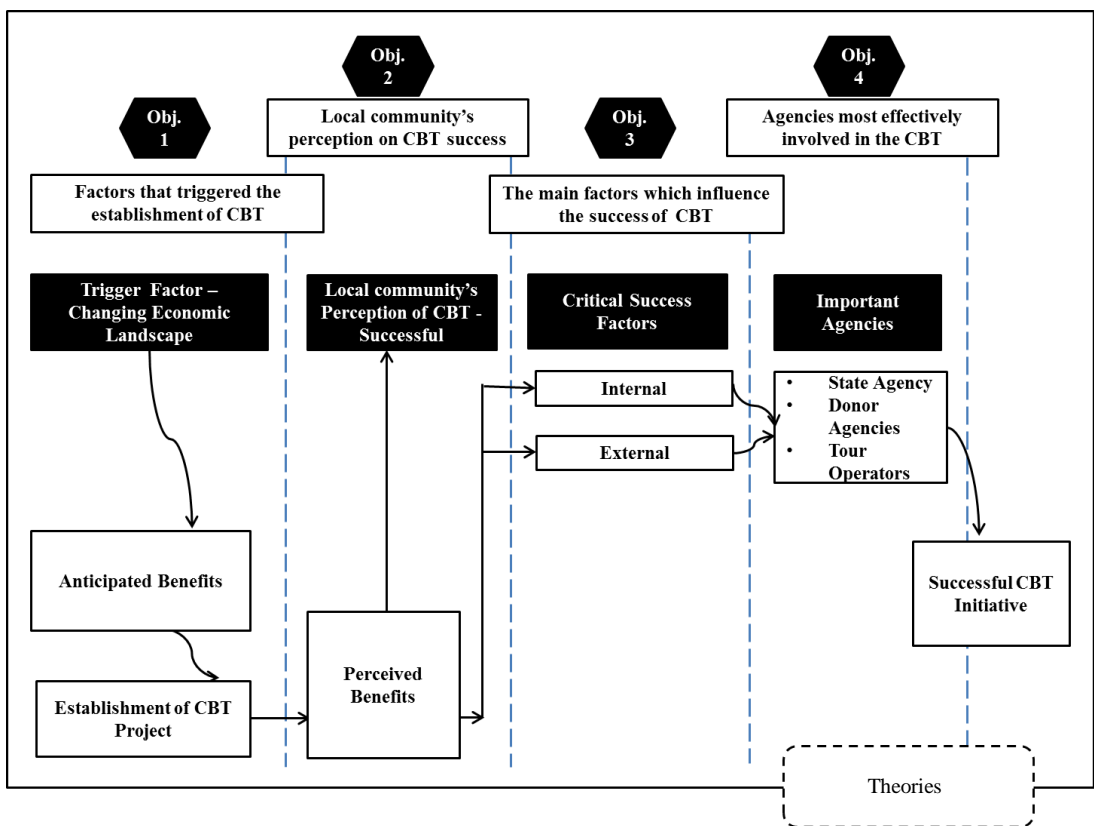 Obj.
1
Obj.
2
Obj.
3
Obj.
4
Factors that triggered the
establishment of CBT
Local community's
perception on CBT success
The main factors which influence
the success of CBT
Agencies most effectively
involved in the CBT
Trigger Factor –
Changing Economic
Landscape
Local community's
Perception of CBT -
Successful
Critical Success
Factors
Important
Agencies
Internal
External
• State Agency
• Donor
Agencies
• Tour
Operators
Anticipated Benefits
Establishment of CBT
Project
Perceived
Benefits
Successful CBT
Initiative
Theories